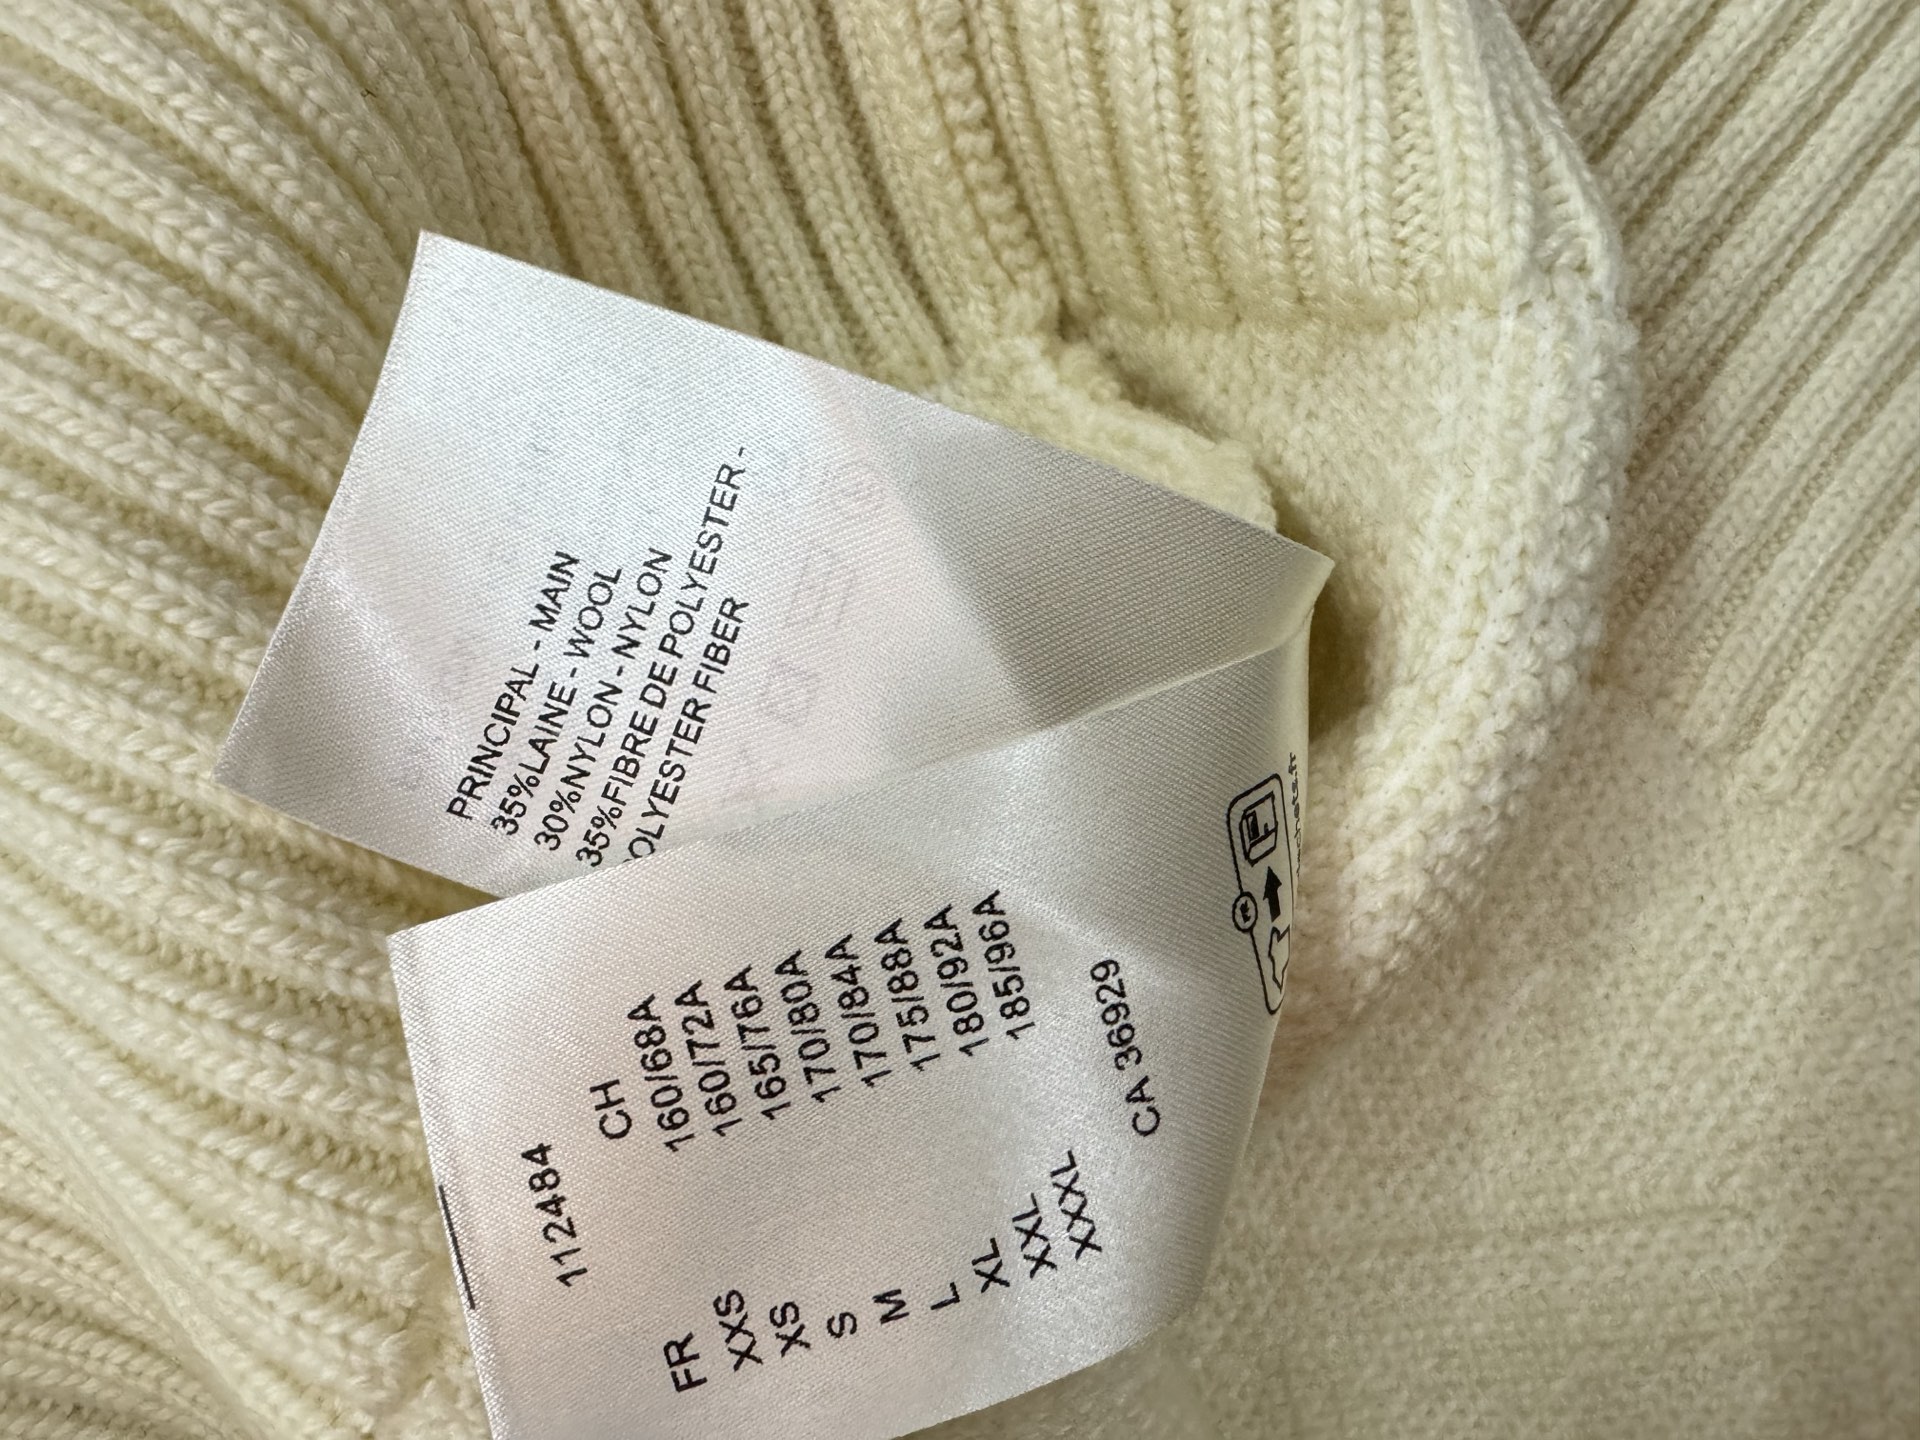 PRINCIPAL - MAIN
35%LAINE - WOOL
30%NYLON - NYLON
35%FIBRE DE POLYESTER -
OLYESTER FIBER
112484
FR CH
XXS 160/68A
XS 160/72A
S 165/76A
M 170/80A
L 170/84A
XL 175/88A
XXL 180/92A
XXXL 185/96A
CA 36929
FR